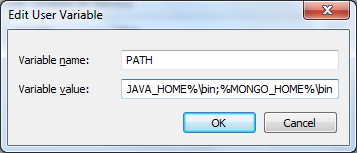 Edit User Variable
Variable name: PATH
Variable value: JAVA_HOME%\bin;%MONGO_HOME%\bin
OK Cancel